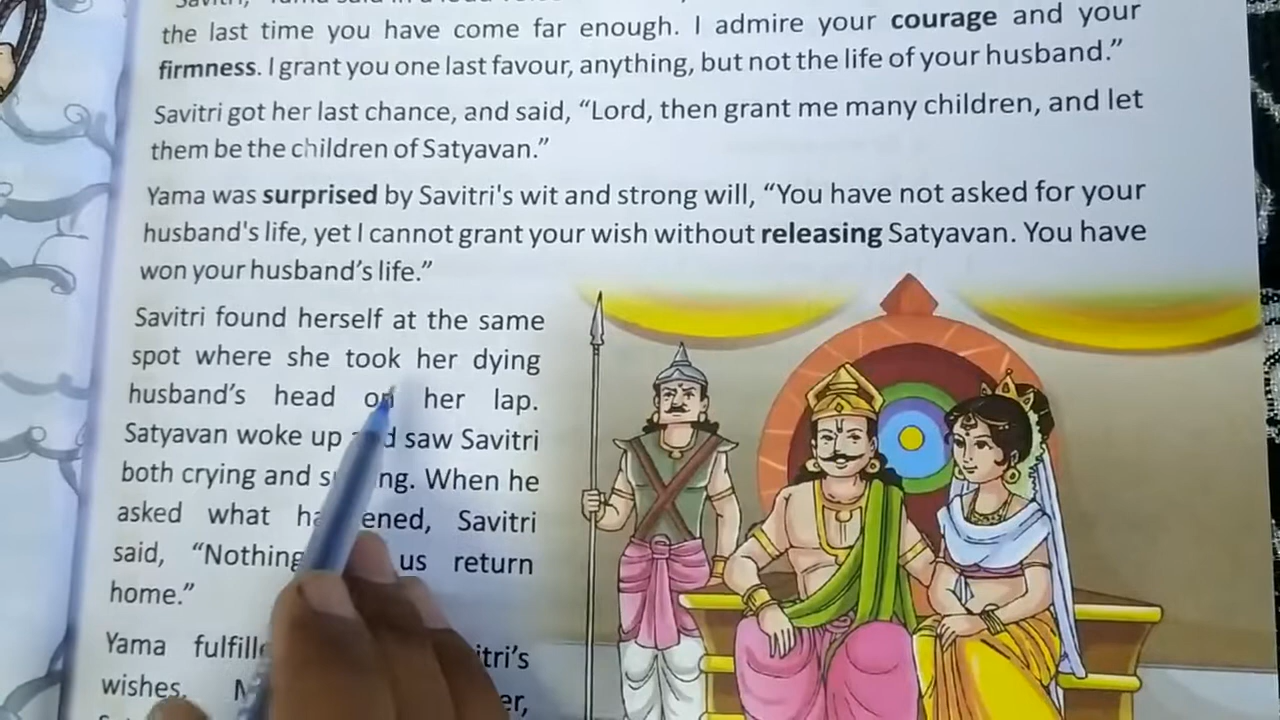 the last time you have come far enough. I admire your courage and your
firmness. I grant you one last favour, anything, but not the life of your husband.”
Savitri got her last chance, and said, “Lord, then grant me many children, and let
them be the children of Satyavan.”
Yama was surprised by Savitri's wit and strong will, “You have not asked for your
husband's life, yet I cannot grant your wish without releasing Satyavan. You have
won your husband’s life.”
Savitri found herself at the same
spot where she took her dying
husband’s head on her lap.
Satyavan woke up saw Savitri
both crying and When he
asked what Savitri
said, “Nothing us return
home.”
Yama
wishes.